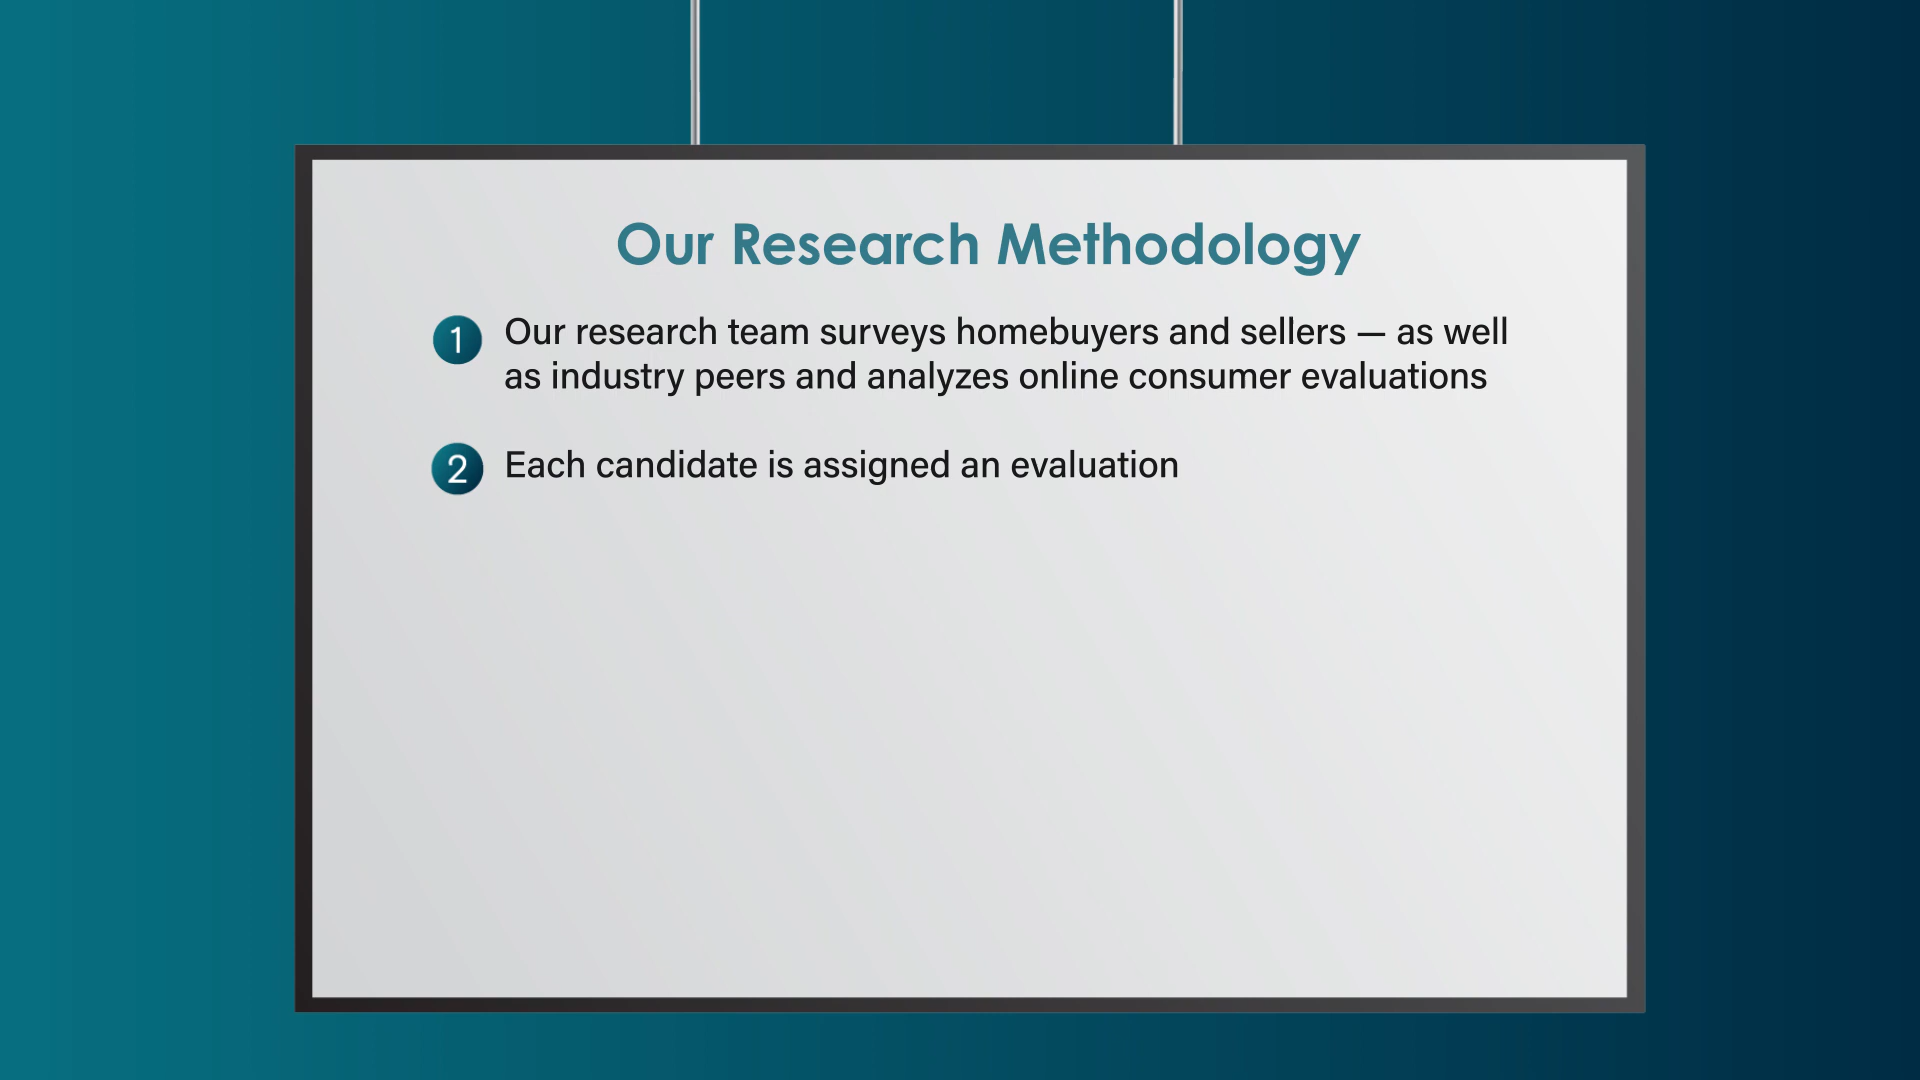 Our Research Methodology
1 Our research team surveys homebuyers and sellers — as well
as industry peers and analyzes online consumer evaluations
2 Each candidate is assigned an evaluation